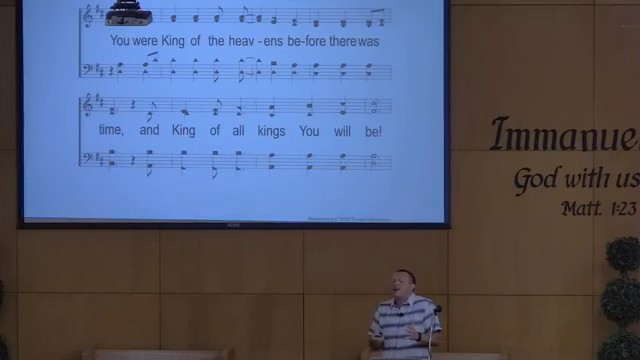 You were King of the heav - ens be-fore there was
time, and King of all kings You will be!
Immanue
God with us
Matt. 1:23